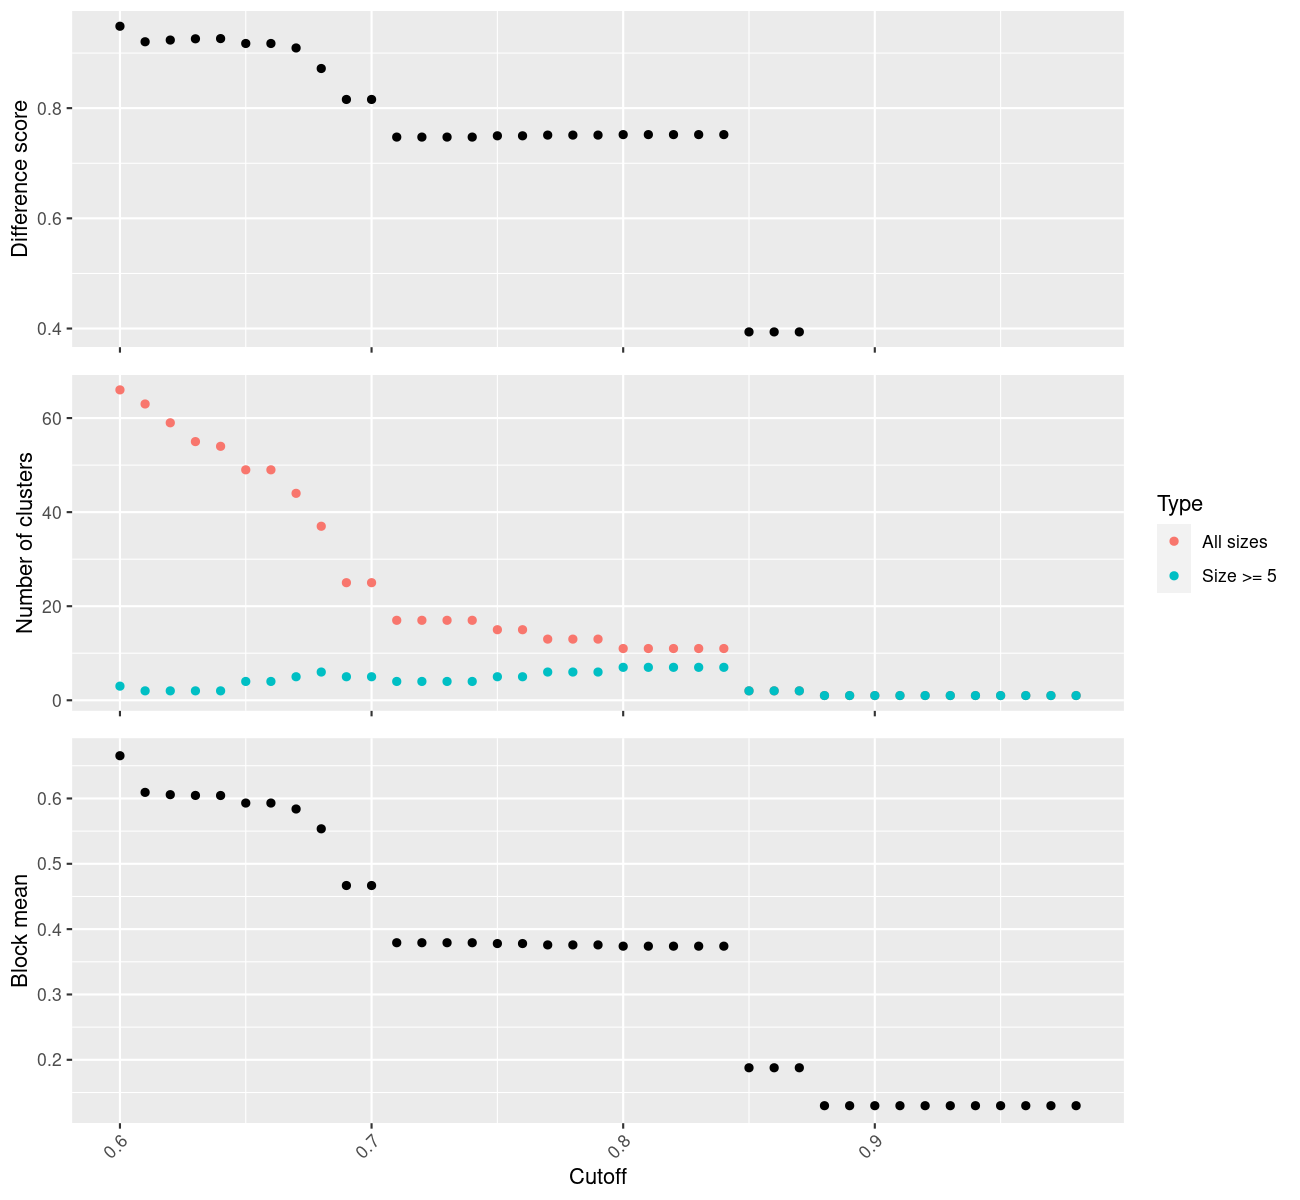 Difference score
0.8
0.6
0.4
Number of clusters
60
40
20
0
Type
All sizes
Size >= 5
Block mean
0.6
0.5
0.4
0.3
0.2
0.6
0.7
0.8
0.9
Cutoff